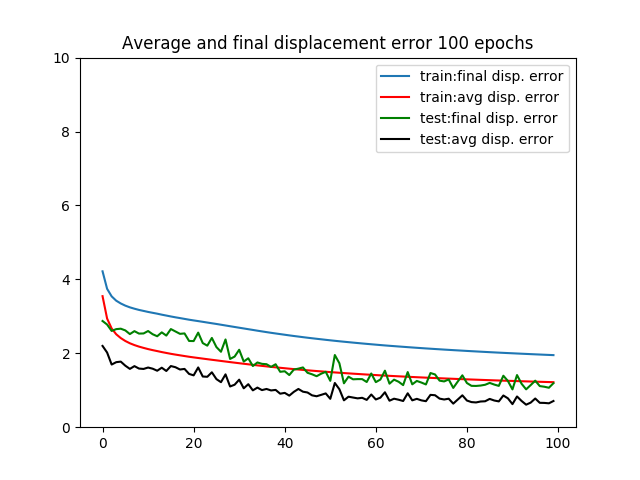 Average and final displacement error 100 epochs
train:final disp. error
train:avg disp. error
test:final disp. error
test:avg disp. error
10
8
6
4
2
0
0 20 40 60 80 100